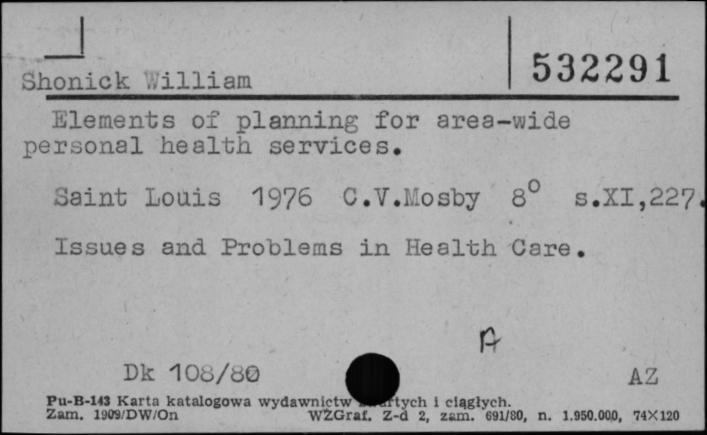 532291
Shonick William
Elements of planning for area-wide
personal health services.
Saint Louis 1976 C.V.Mosby 8° s.XI,227.
Issues and Problems in Health Care.
A
Dk 108/80 AZ
Pu-B-143 Karta katalogowa wydawnictw zwartych i ciągłych.
Zam. 1909/DW/On WZGraf. Z-d 2, zam. 691/80, n. 1.950.000, 74×120